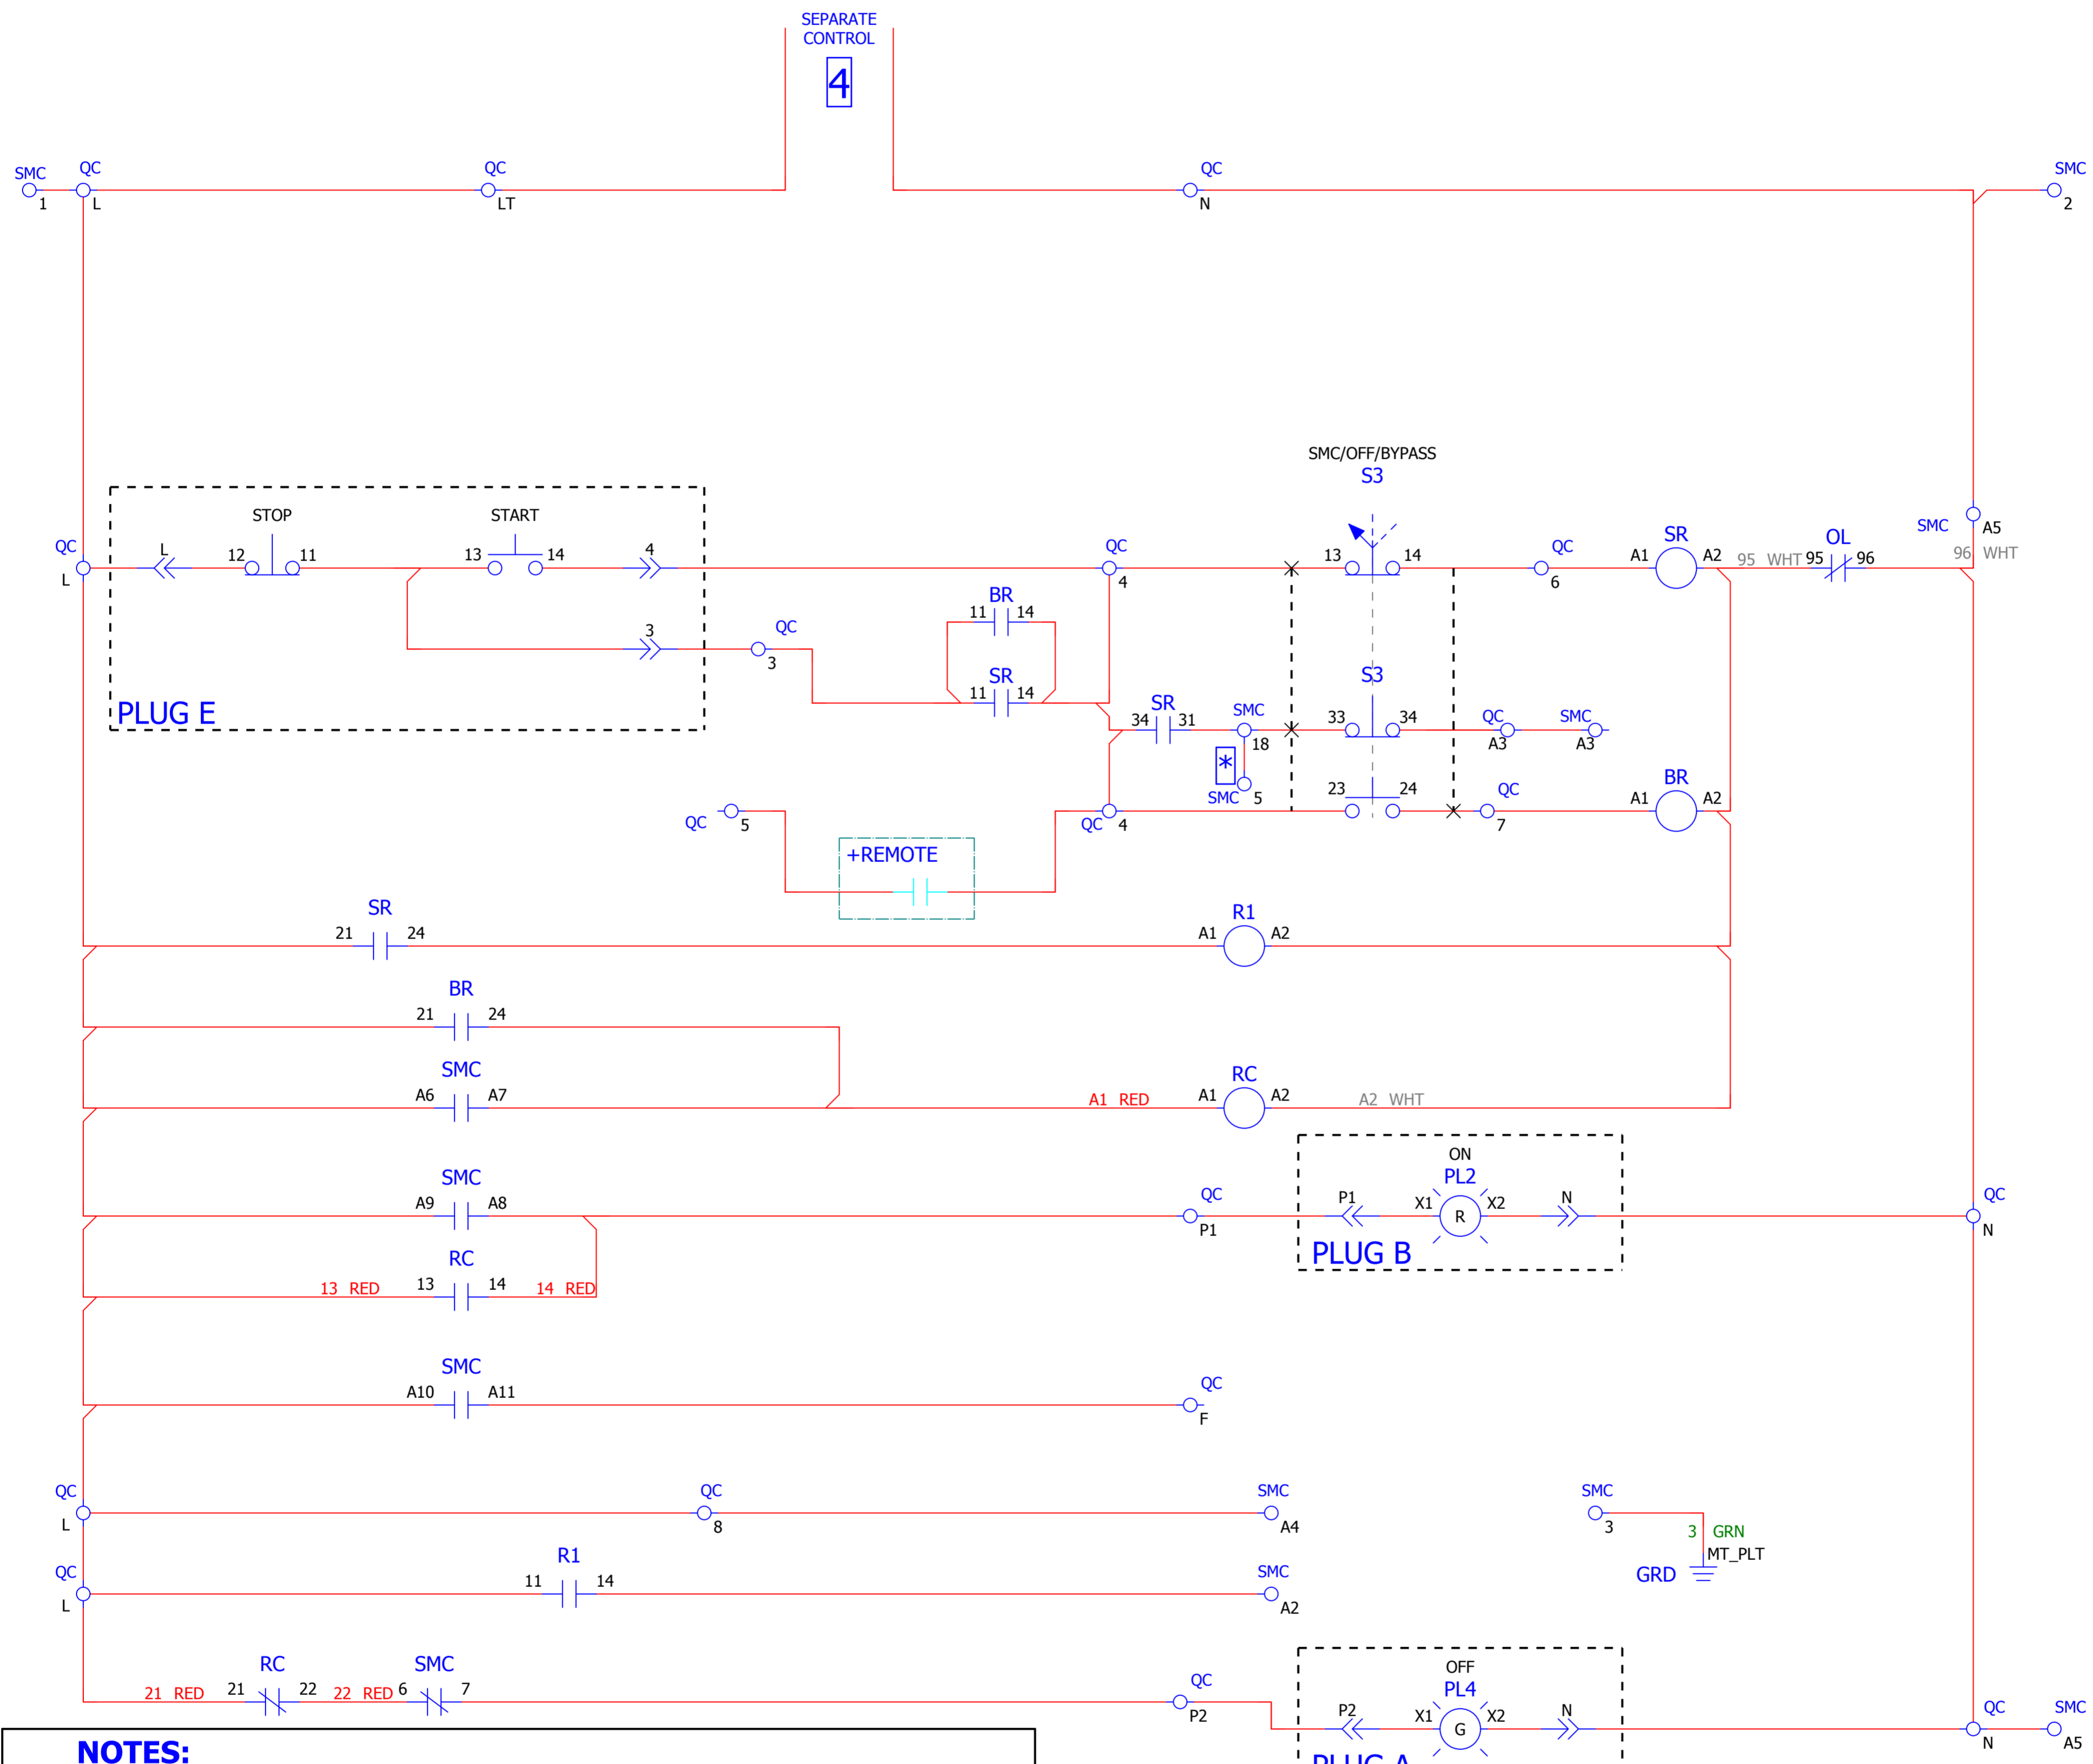 SEPARATE
CONTROL
4
SMC
QC
QC
QC
SMC
1
L
LT
N
2
SMC/OFF/BYPASS
S3
STOP
START
QC
L
L
12
11
13
14
4
QC
4
13
14
QC
6
SR
A1
A2
95 WHT
95
OL
96
SMC
A5
96 WHT
BR
11
14
3
QC
3
PLUG E
SR
11
14
SR
34
31
SMC
18
*
SMC
5
S3
33
34
QC
A3
SMC
A3
QC
5
QC
4
23
24
QC
7
BR
A1
A2
+REMOTE
SR
21
24
R1
A1
A2
BR
21
24
SMC
A6
A7
A1 RED
RC
A1
A2
A2 WHT
SMC
A9
A8
QC
P1
ON
PL2
P1
X1
R
X2
N
PLUG B
QC
N
RC
13 RED
13
14
14 RED
SMC
A10
A11
QC
F
QC
L
QC
8
SMC
A4
SMC
3
3 GRN
MT_PLT
GRD
QC
L
R1
11
14
SMC
A2
RC
21 RED
21
22
22 RED
SMC
6
7
QC
P2
OFF
PL4
P2
X1
G
X2
N
PLUG A
QC
N
SMC
A5
NOTES: